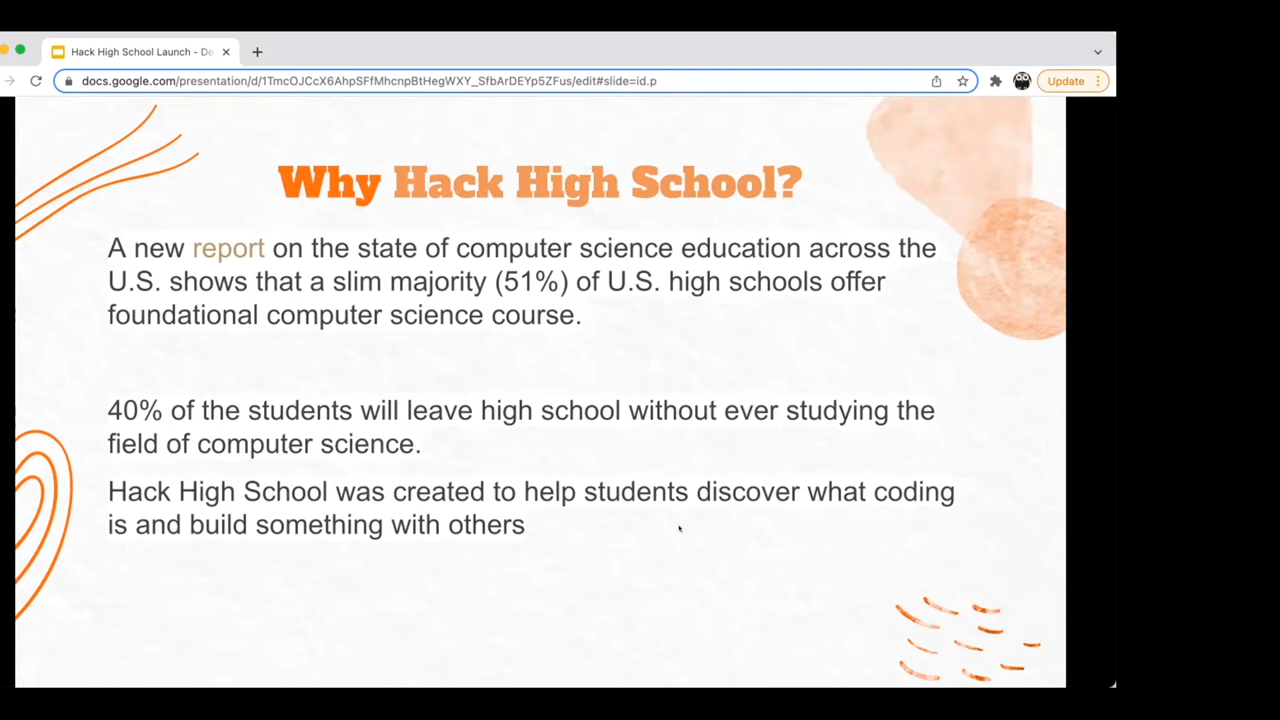 Hack High School Launch - De
docs.google.com/presentation/d/1TmcOJCcX6AhpSFfMhcnpBtHegWXY_SfbArDEYp5ZFus/edit#slide=id.p
Update
Why Hack High School?
A new report on the state of computer science education across the
U.S. shows that a slim majority (51%) of U.S. high schools offer
foundational computer science course.
40% of the students will leave high school without ever studying the
field of computer science.
Hack High School was created to help students discover what coding
is and build something with others